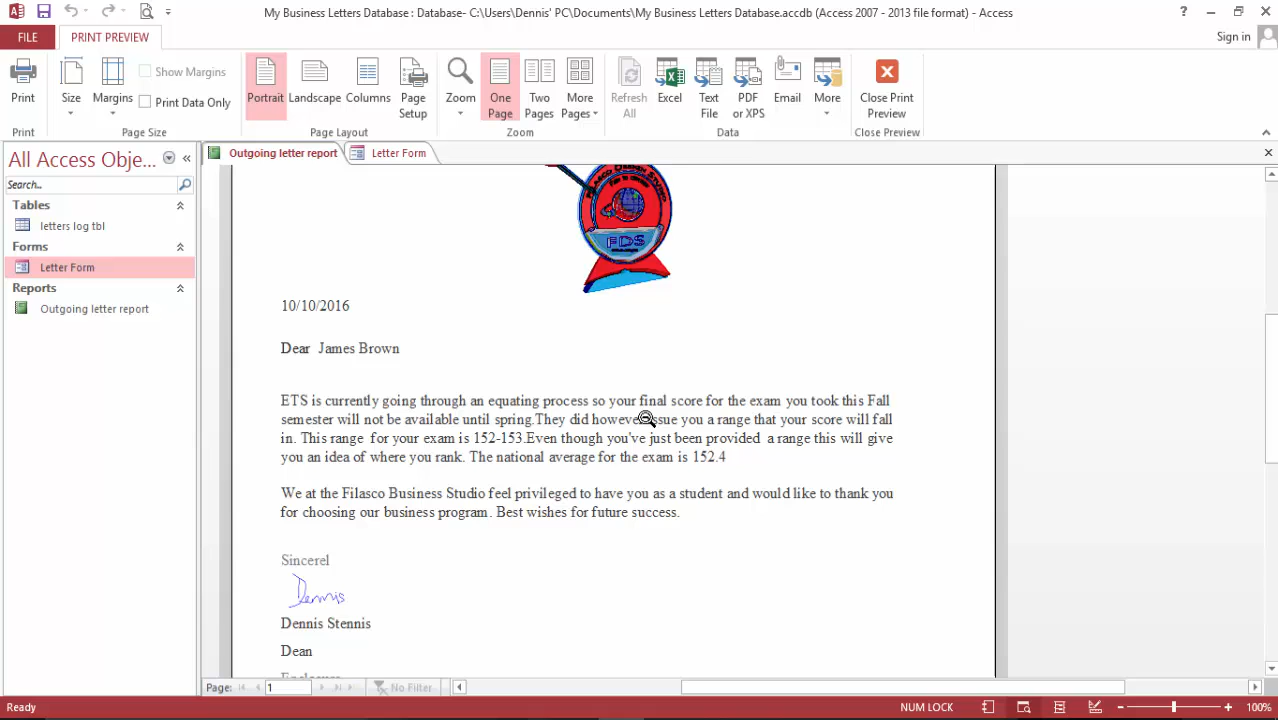 My Business Letters Database : Database- C:\Users\Dennis' PC\Documents\My Business Letters Database.accdb (Access 2007 - 2013 file format) - Access
?
FILE
PRINT PREVIEW
Sign in
Print
Size
Margins
Show Margins
Print Data Only
Portrait
Landscape
Columns
Page Setup
Zoom
One Page
Two Pages
More Pages
Refresh All
Excel
Text File
PDF or XPS
Email
More
Close Print Preview
Print
Page Size
Page Layout
Zoom
Data
Close Preview
All Access Obje...
Search...
Tables
letters log tbl
Forms
Letter Form
Reports
Outgoing letter report
Outgoing letter report
Letter Form
FDS
10/10/2016
Dear James Brown
ETS is currently going through an equating process so your final score for the exam you took this Fall
semester will not be available until spring.They did however issue you a range that your score will fall
in. This range for your exam is 152-153.Even though you've just been provided a range this will give
you an idea of where you rank. The national average for the exam is 152.4
We at the Filasco Business Studio feel privileged to have you as a student and would like to thank you
for choosing our business program. Best wishes for future success.
Sincerel
Dennis
Dennis Stennis
Dean
Page: 1
No Filter
Ready
NUM LOCK
100%